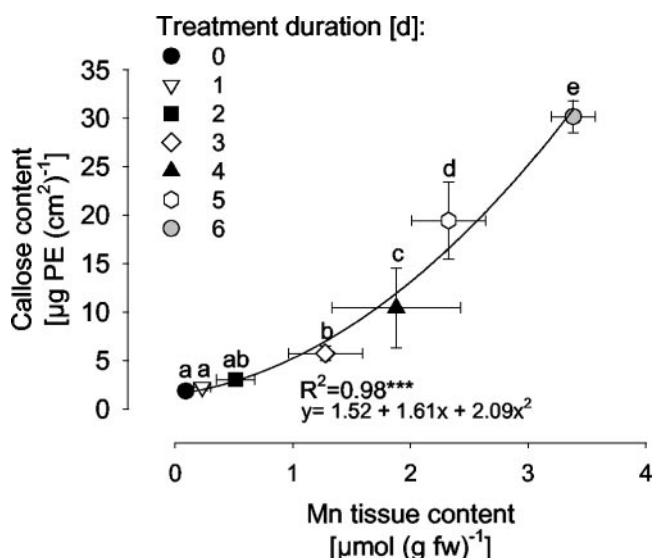 Treatment duration [d]:
0
1
2
3
4
5
6
35
30
25
20
15
10
5
0
Callose content
[µg PE (cm²)⁻¹]
a a ab b c d e
R²=0.98***
y= 1.52 + 1.61x + 2.09x²
0 1 2 3 4
Mn tissue content
[µmol (g fw)⁻¹]